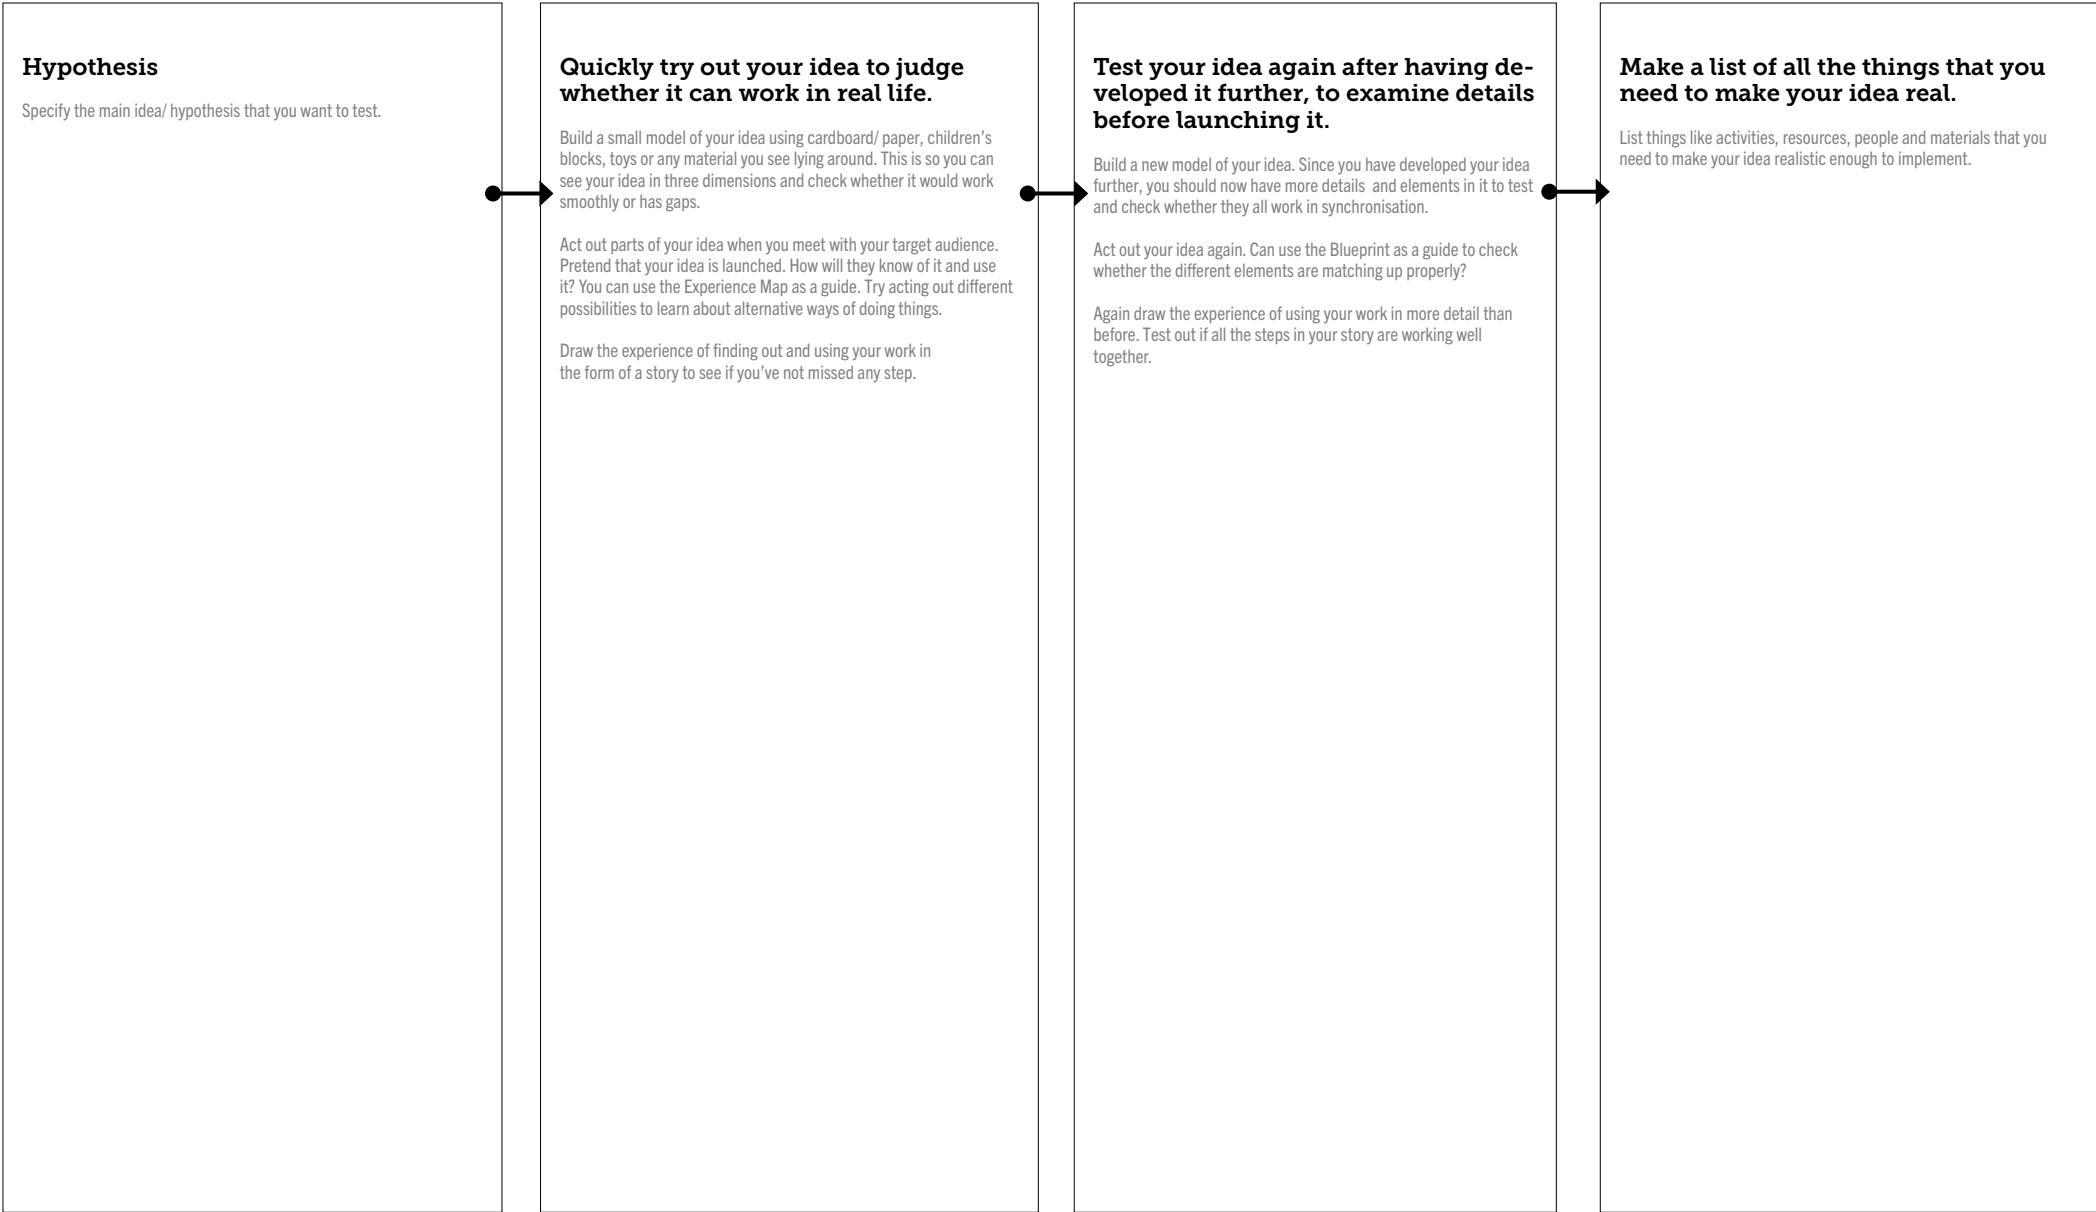 Hypothesis
Specify the main idea/ hypothesis that you want to test.
Quickly try out your idea to judge
whether it can work in real life.
Build a small model of your idea using cardboard/ paper, children's
blocks, toys or any material you see lying around. This is so you can
see your idea in three dimensions and check whether it would work
smoothly or has gaps.
Act out parts of your idea when you meet with your target audience.
Pretend that your idea is launched. How will they know of it and use
it? You can use the Experience Map as a guide. Try acting out different
possibilities to learn about alternative ways of doing things.
Draw the experience of finding out and using your work in
the form of a story to see if you've not missed any step.
Test your idea again after having de-
veloped it further, to examine details
before launching it.
Build a new model of your idea. Since you have developed your idea
further, you should now have more details and elements in it to test
and check whether they all work in synchronisation.
Act out your idea again. Can use the Blueprint as a guide to check
whether the different elements are matching up properly?
Again draw the experience of using your work in more detail than
before. Test out if all the steps in your story are working well
together.
Make a list of all the things that you
need to make your idea real.
List things like activities, resources, people and materials that you
need to make your idea realistic enough to implement.